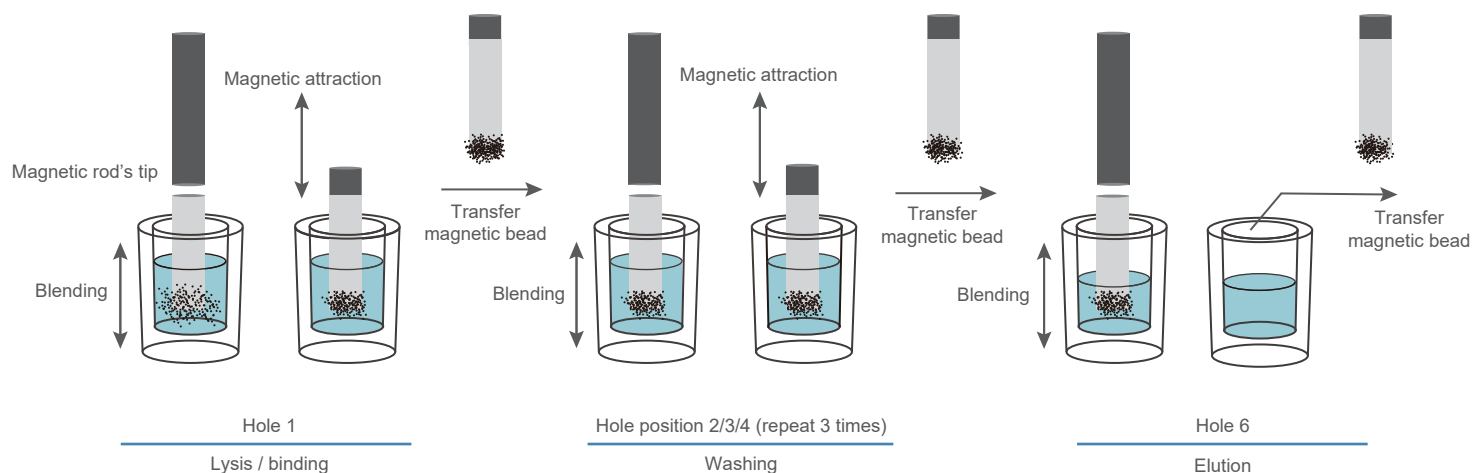 Magnetic attraction
Magnetic rod's tip
Blending
Transfer
magnetic bead
Hole 1
Lysis / binding
Magnetic attraction
Blending
Transfer
magnetic bead
Hole position 2/3/4 (repeat 3 times)
Washing
Blending
Transfer
magnetic bead
Hole 6
Elution